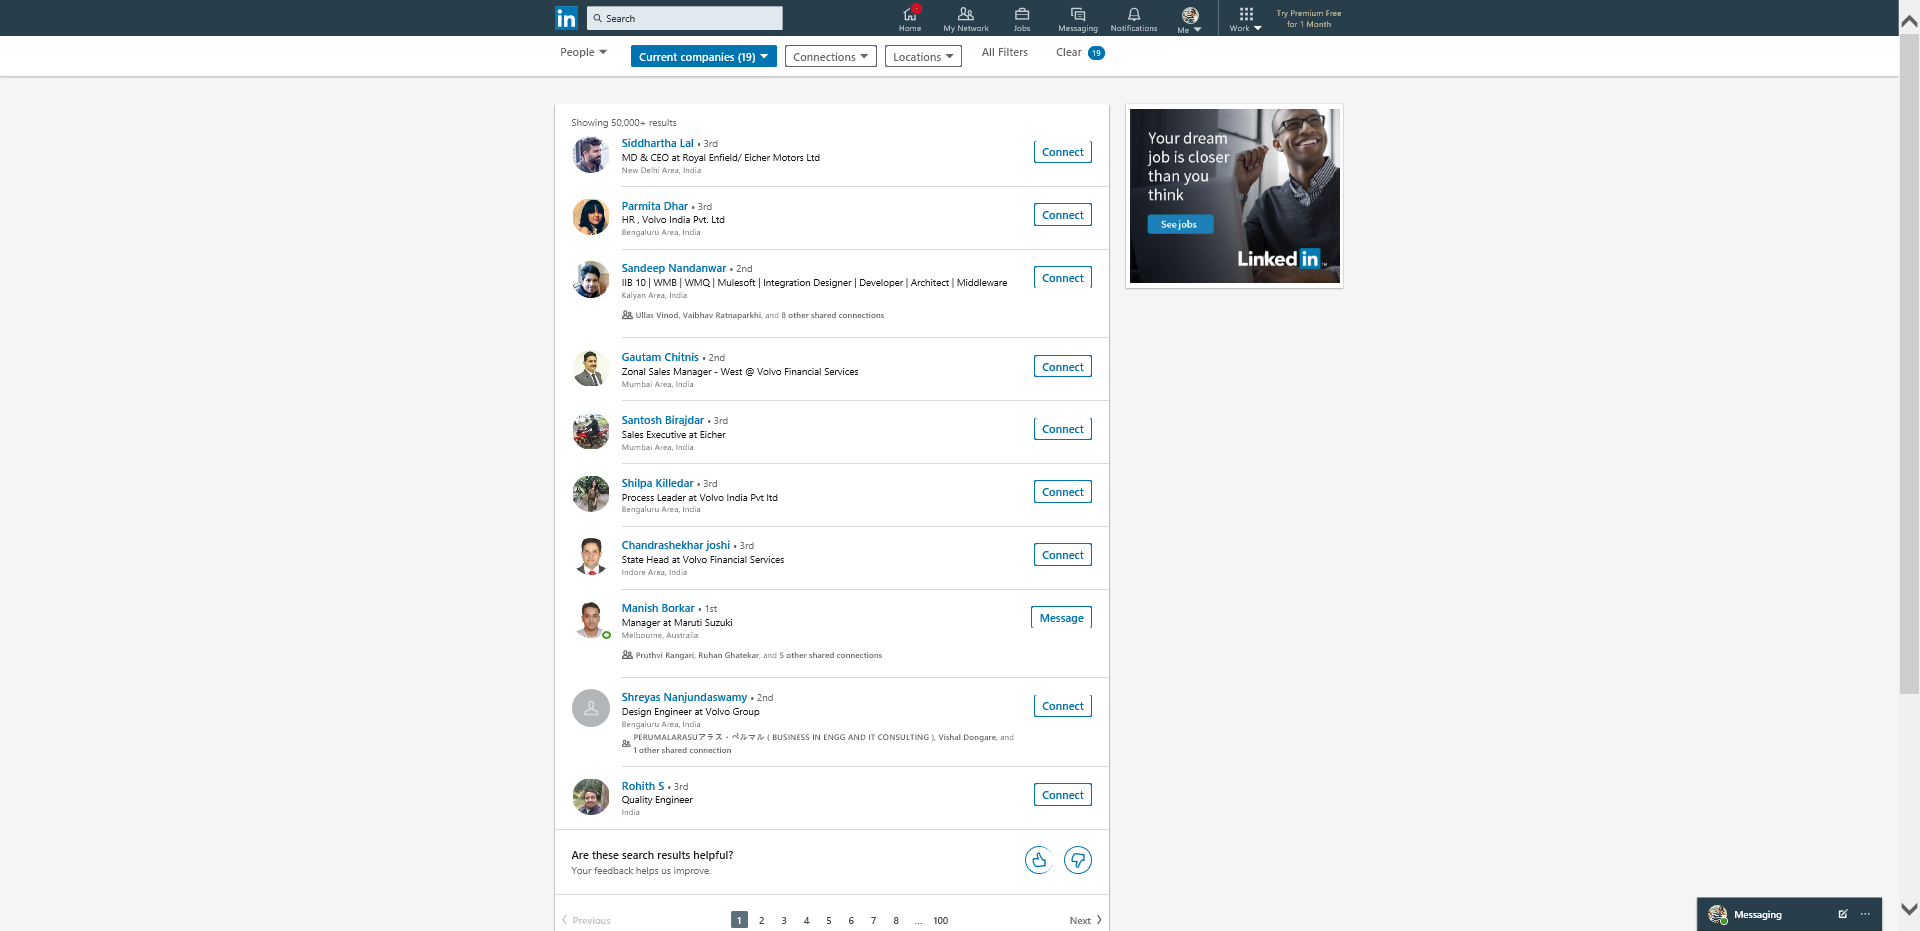 in
Search
Home
My Network
Jobs
Messaging
Notifications
Me
Work
Try Premium Free
for 1 Month
People
Current companies (19)
Connections
Locations
All Filters
Clear 19
Showing 50,000+ results
Siddhartha Lal • 3rd
MD & CEO at Royal Enfield/ Eicher Motors Ltd
New Delhi Area, India
Connect
Parmita Dhar • 3rd
HR , Volvo India Pvt. Ltd
Bengaluru Area, India
Connect
Sandeep Nandanwar • 2nd
IIB 10 | WMB | WMQ | Mulesoft | Integration Designer | Developer | Architect | Middleware
Kalyan Area, India
Ullas Vinod, Vaibhav Ratnaparkhi, and 8 other shared connections
Connect
Gautam Chitnis • 2nd
Zonal Sales Manager - West @ Volvo Financial Services
Mumbai Area, India
Connect
Santosh Birajdar • 3rd
Sales Executive at Eicher
Mumbai Area, India
Connect
Shilpa Killedar • 3rd
Process Leader at Volvo India Pvt ltd
Bengaluru Area, India
Connect
Chandrashekhar joshi • 3rd
State Head at Volvo Financial Services
Indore Area, India
Connect
Manish Borkar • 1st
Manager at Maruti Suzuki
Melbourne, Australia
Pruthvi Rangari, Ruhan Ghatekar, and 5 other shared connections
Message
Shreyas Nanjundaswamy • 2nd
Design Engineer at Volvo Group
Bengaluru Area, India
PERUMALARASUアラス・ペルマル ( BUSINESS IN ENGG AND IT CONSULTING ), Vishal Dongare, and
1 other shared connection
Connect
Rohith S • 3rd
Quality Engineer
India
Connect
Are these search results helpful?
Your feedback helps us improve.
Previous
1 2 3 4 5 6 7 8 ... 100
Next
Your dream
job is closer
than you
think
See jobs
Linked in ™
Messaging